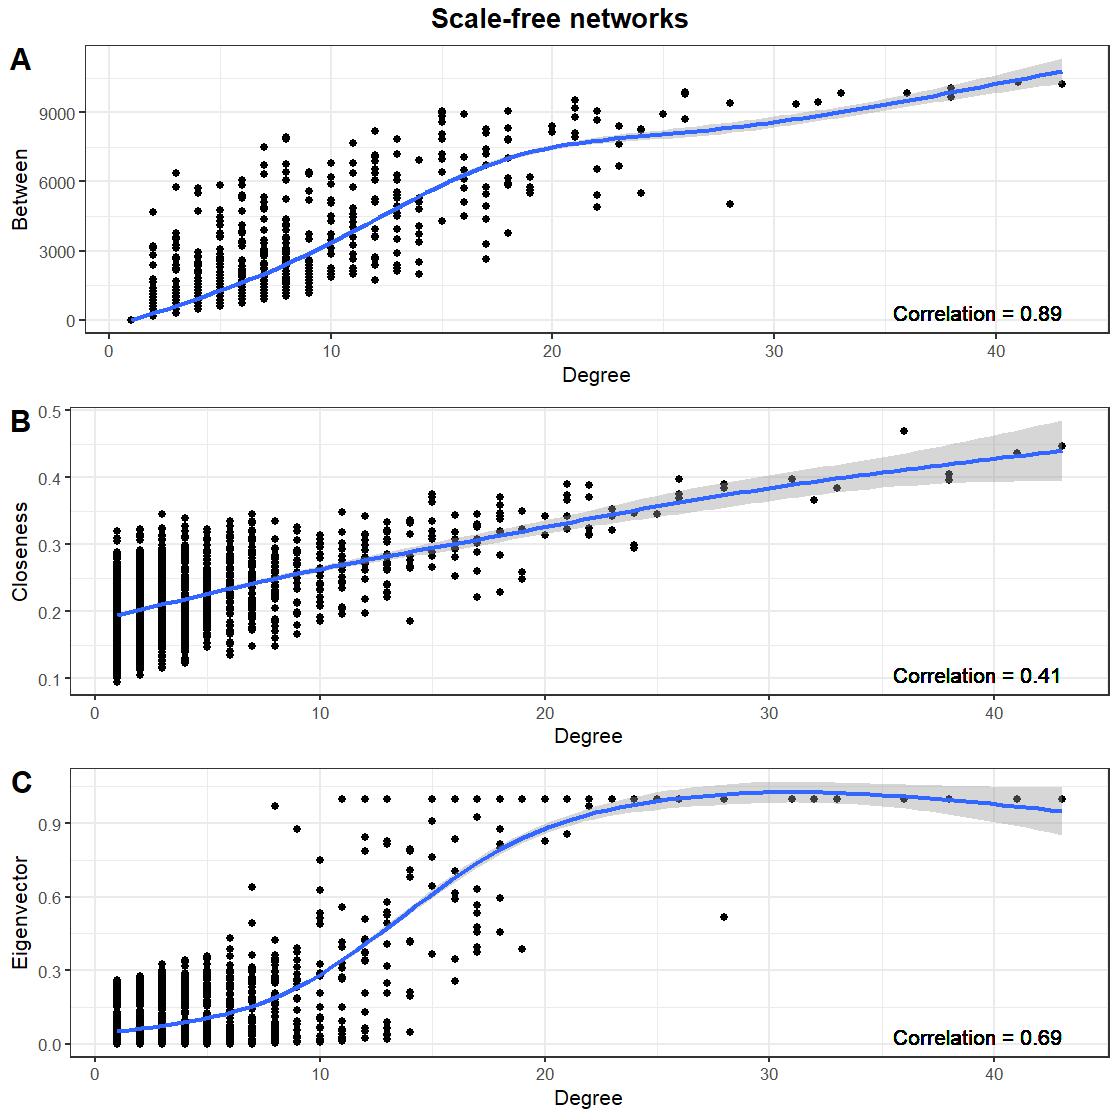 Scale-free networks
A
Between
9000
6000
3000
0
Correlation = 0.89
0 10 20 30 40
Degree
B
Closeness
0.5
0.4
0.3
0.2
0.1
Correlation = 0.41
0 10 20 30 40
Degree
C
Eigenvector
0.9
0.6
0.3
0.0
Correlation = 0.69
0 10 20 30 40
Degree